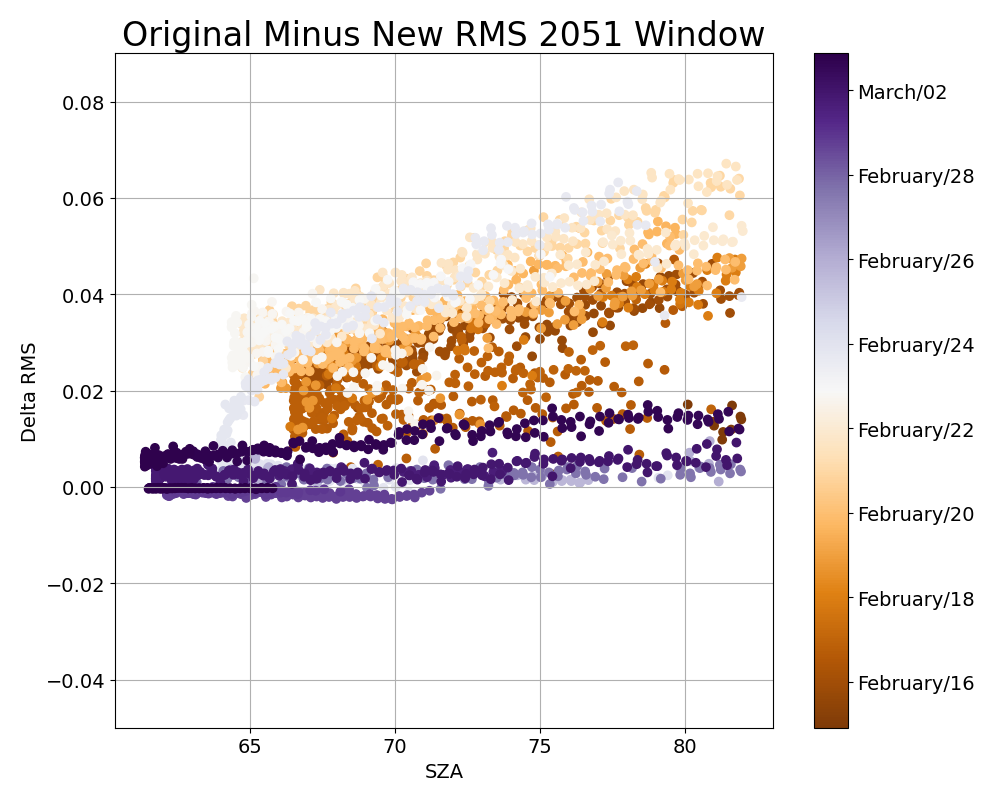 Original Minus New RMS 2051 Window
0.08
0.06
0.04
0.02
0.00
−0.02
−0.04
Delta RMS
65
70
75
80
SZA
March/02
February/28
February/26
February/24
February/22
February/20
February/18
February/16